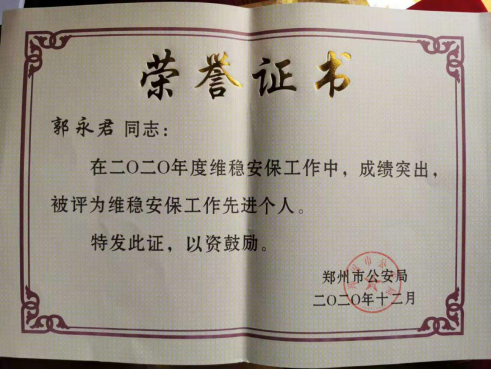 荣誉证书
郭永君 同志：
在二〇二〇年度维稳安保工作中，成绩突出，
被评为维稳安保工作先进个人。
特发此证，以资鼓励。
郑州市公安局
二〇二〇年十二月